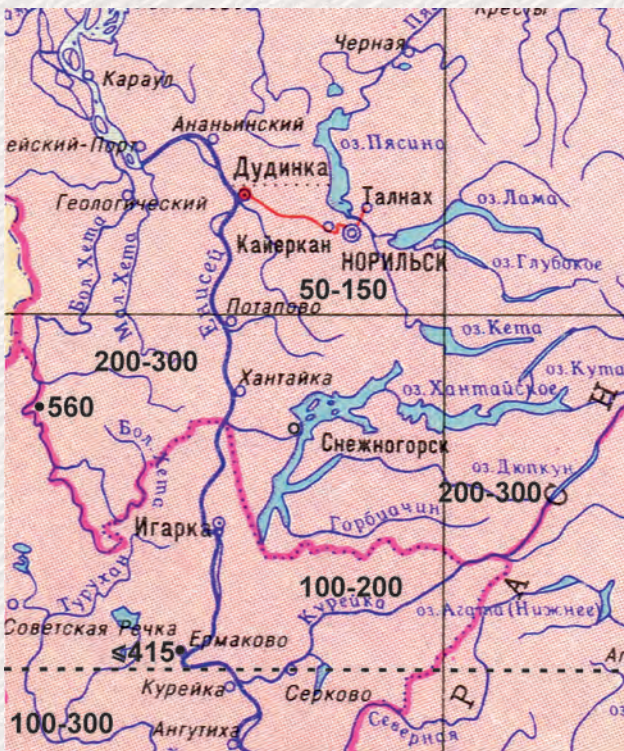 Кресты
Черная
Караул
Ананьинский
ейский-Порт
оз.Пясино
Дудинка
Талнах
оз.Лама
Геологический
Кайеркан
НОРИЛЬСК
оз.Глубокое
Бол.Хета
Мал.Хета
Енисей
50-150
Потапово
оз.Кета
200-300
оз.Кута
Хантайка
оз.Хантайское
560
Н
Бол.Хета
Снежногорск
оз.Дюпкун
200-300
Игарка
Горбиачин
Турухан
100-200
А
Курейка
оз.Агата(Нижнее)
Советская Речка
Ермаково
≤415
Курейка
Серково
Р
100-300
Ангутиха
Северная